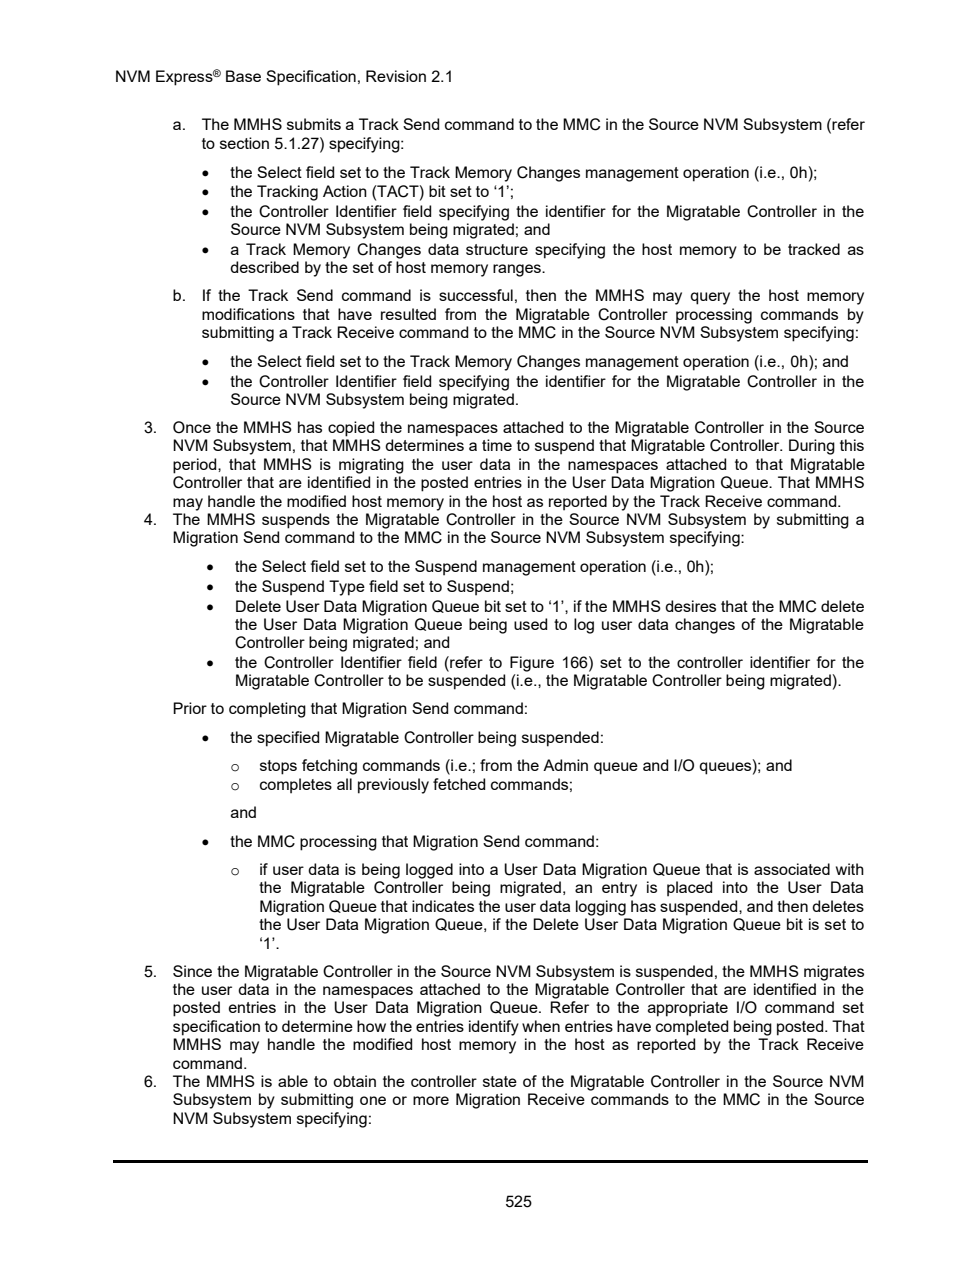 NVM Express® Base Specification, Revision 2.1
a. The MMHS submits a Track Send command to the MMC in the Source NVM Subsystem (refer
to section 5.1.27) specifying:
• the Select field set to the Track Memory Changes management operation (i.e., 0h);
• the Tracking Action (TACT) bit set to ‘1’;
• the Controller Identifier field specifying the identifier for the Migratable Controller in the
Source NVM Subsystem being migrated; and
• a Track Memory Changes data structure specifying the host memory to be tracked as
described by the set of host memory ranges.
b. If the Track Send command is successful, then the MMHS may query the host memory
modifications that have resulted from the Migratable Controller processing commands by
submitting a Track Receive command to the MMC in the Source NVM Subsystem specifying:
• the Select field set to the Track Memory Changes management operation (i.e., 0h); and
• the Controller Identifier field specifying the identifier for the Migratable Controller in the
Source NVM Subsystem being migrated.
3. Once the MMHS has copied the namespaces attached to the Migratable Controller in the Source
NVM Subsystem, that MMHS determines a time to suspend that Migratable Controller. During this
period, that MMHS is migrating the user data in the namespaces attached to that Migratable
Controller that are identified in the posted entries in the User Data Migration Queue. That MMHS
may handle the modified host memory in the host as reported by the Track Receive command.
4. The MMHS suspends the Migratable Controller in the Source NVM Subsystem by submitting a
Migration Send command to the MMC in the Source NVM Subsystem specifying:
• the Select field set to the Suspend management operation (i.e., 0h);
• the Suspend Type field set to Suspend;
• Delete User Data Migration Queue bit set to ‘1’, if the MMHS desires that the MMC delete
the User Data Migration Queue being used to log user data changes of the Migratable
Controller being migrated; and
• the Controller Identifier field (refer to Figure 166) set to the controller identifier for the
Migratable Controller to be suspended (i.e., the Migratable Controller being migrated).
Prior to completing that Migration Send command:
• the specified Migratable Controller being suspended:
o stops fetching commands (i.e.; from the Admin queue and I/O queues); and
o completes all previously fetched commands;
and
• the MMC processing that Migration Send command:
o if user data is being logged into a User Data Migration Queue that is associated with
the Migratable Controller being migrated, an entry is placed into the User Data
Migration Queue that indicates the user data logging has suspended, and then deletes
the User Data Migration Queue, if the Delete User Data Migration Queue bit is set to
‘1’.
5. Since the Migratable Controller in the Source NVM Subsystem is suspended, the MMHS migrates
the user data in the namespaces attached to the Migratable Controller that are identified in the
posted entries in the User Data Migration Queue. Refer to the appropriate I/O command set
specification to determine how the entries identify when entries have completed being posted. That
MMHS may handle the modified host memory in the host as reported by the Track Receive
command.
6. The MMHS is able to obtain the controller state of the Migratable Controller in the Source NVM
Subsystem by submitting one or more Migration Receive commands to the MMC in the Source
NVM Subsystem specifying:
525